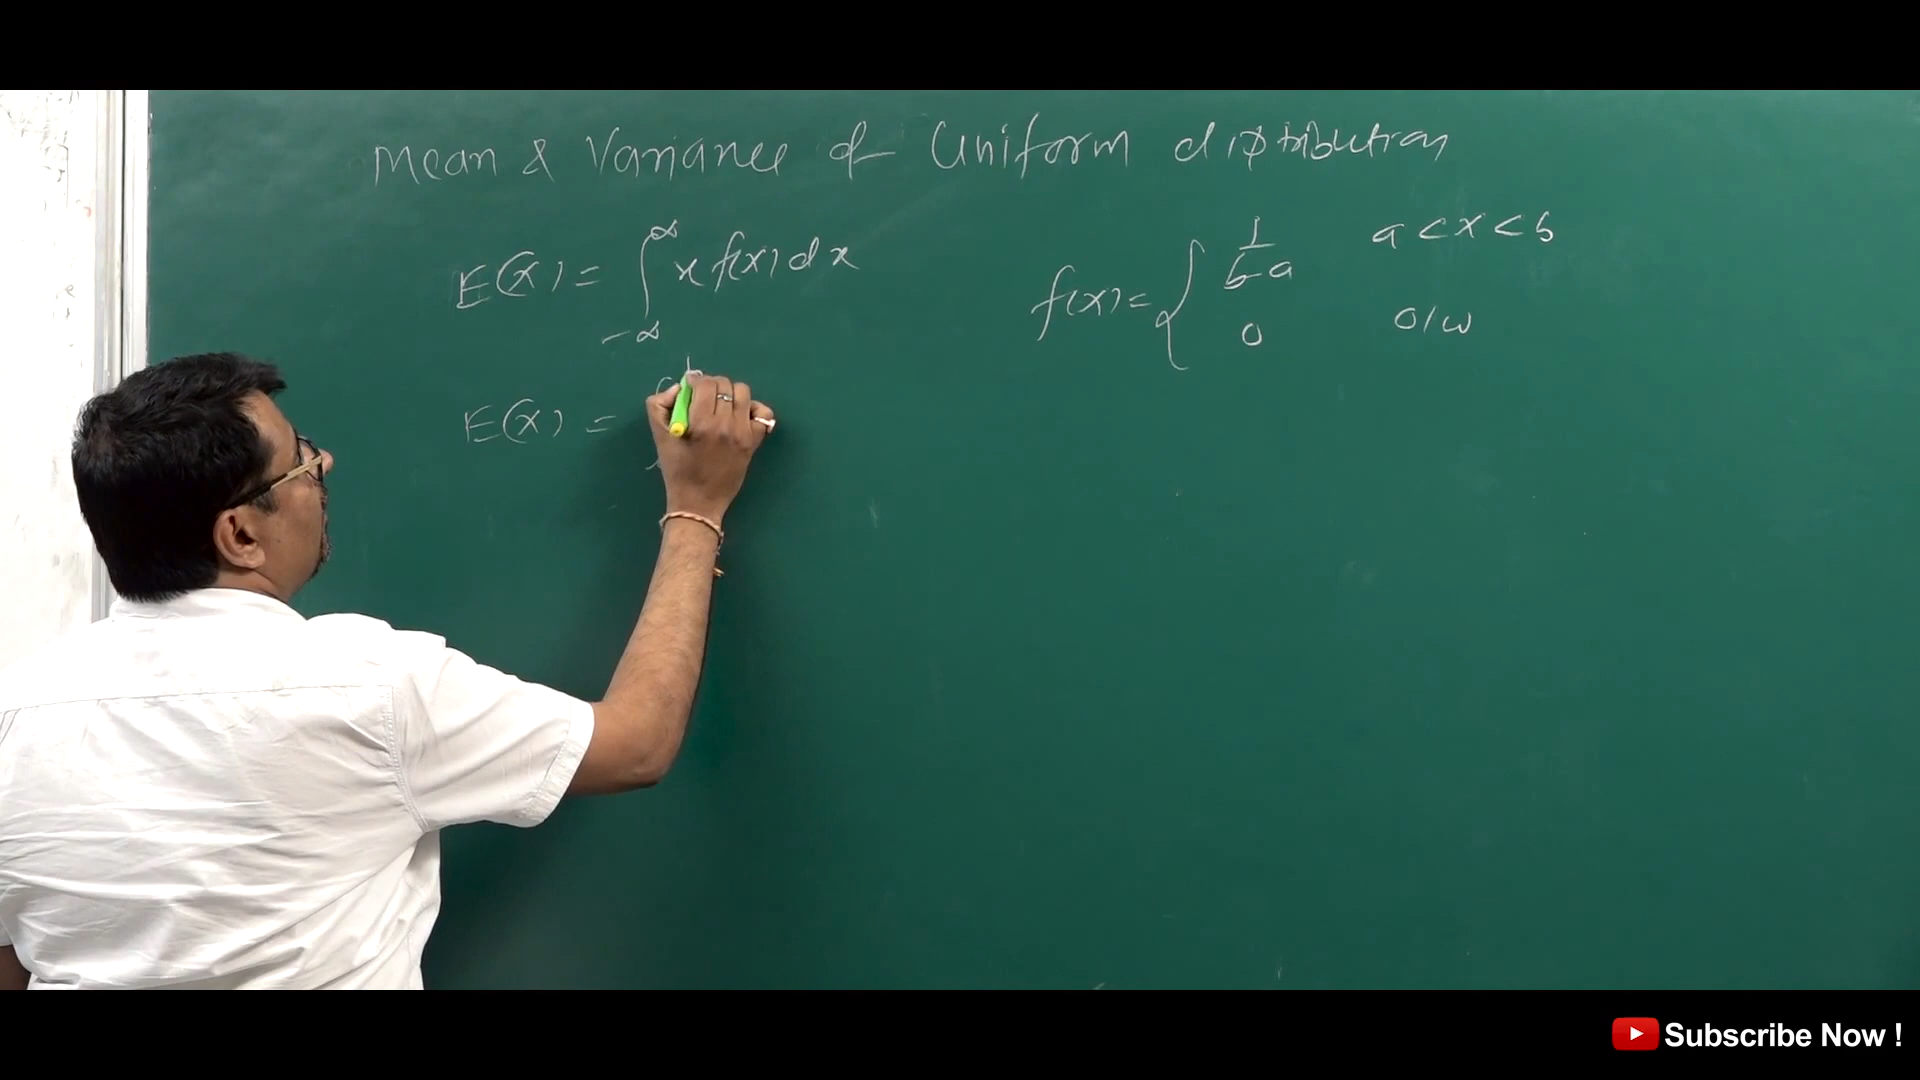 Mean & Variance of Uniform distribution
E(x) = ∫_{-∞}^{∞} x f(x) dx
f(x) = { 1/(b-a) a < x < b
0 o/w
E(x) =
Subscribe Now !